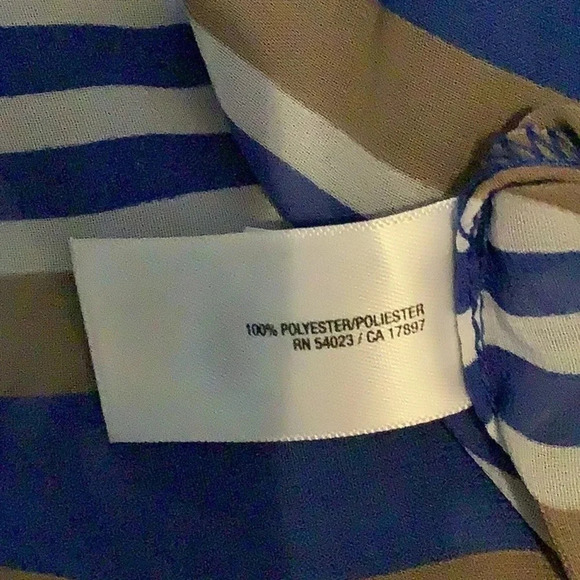 100% POLYESTER/POLIESTER
RN 54023 / CA 17897